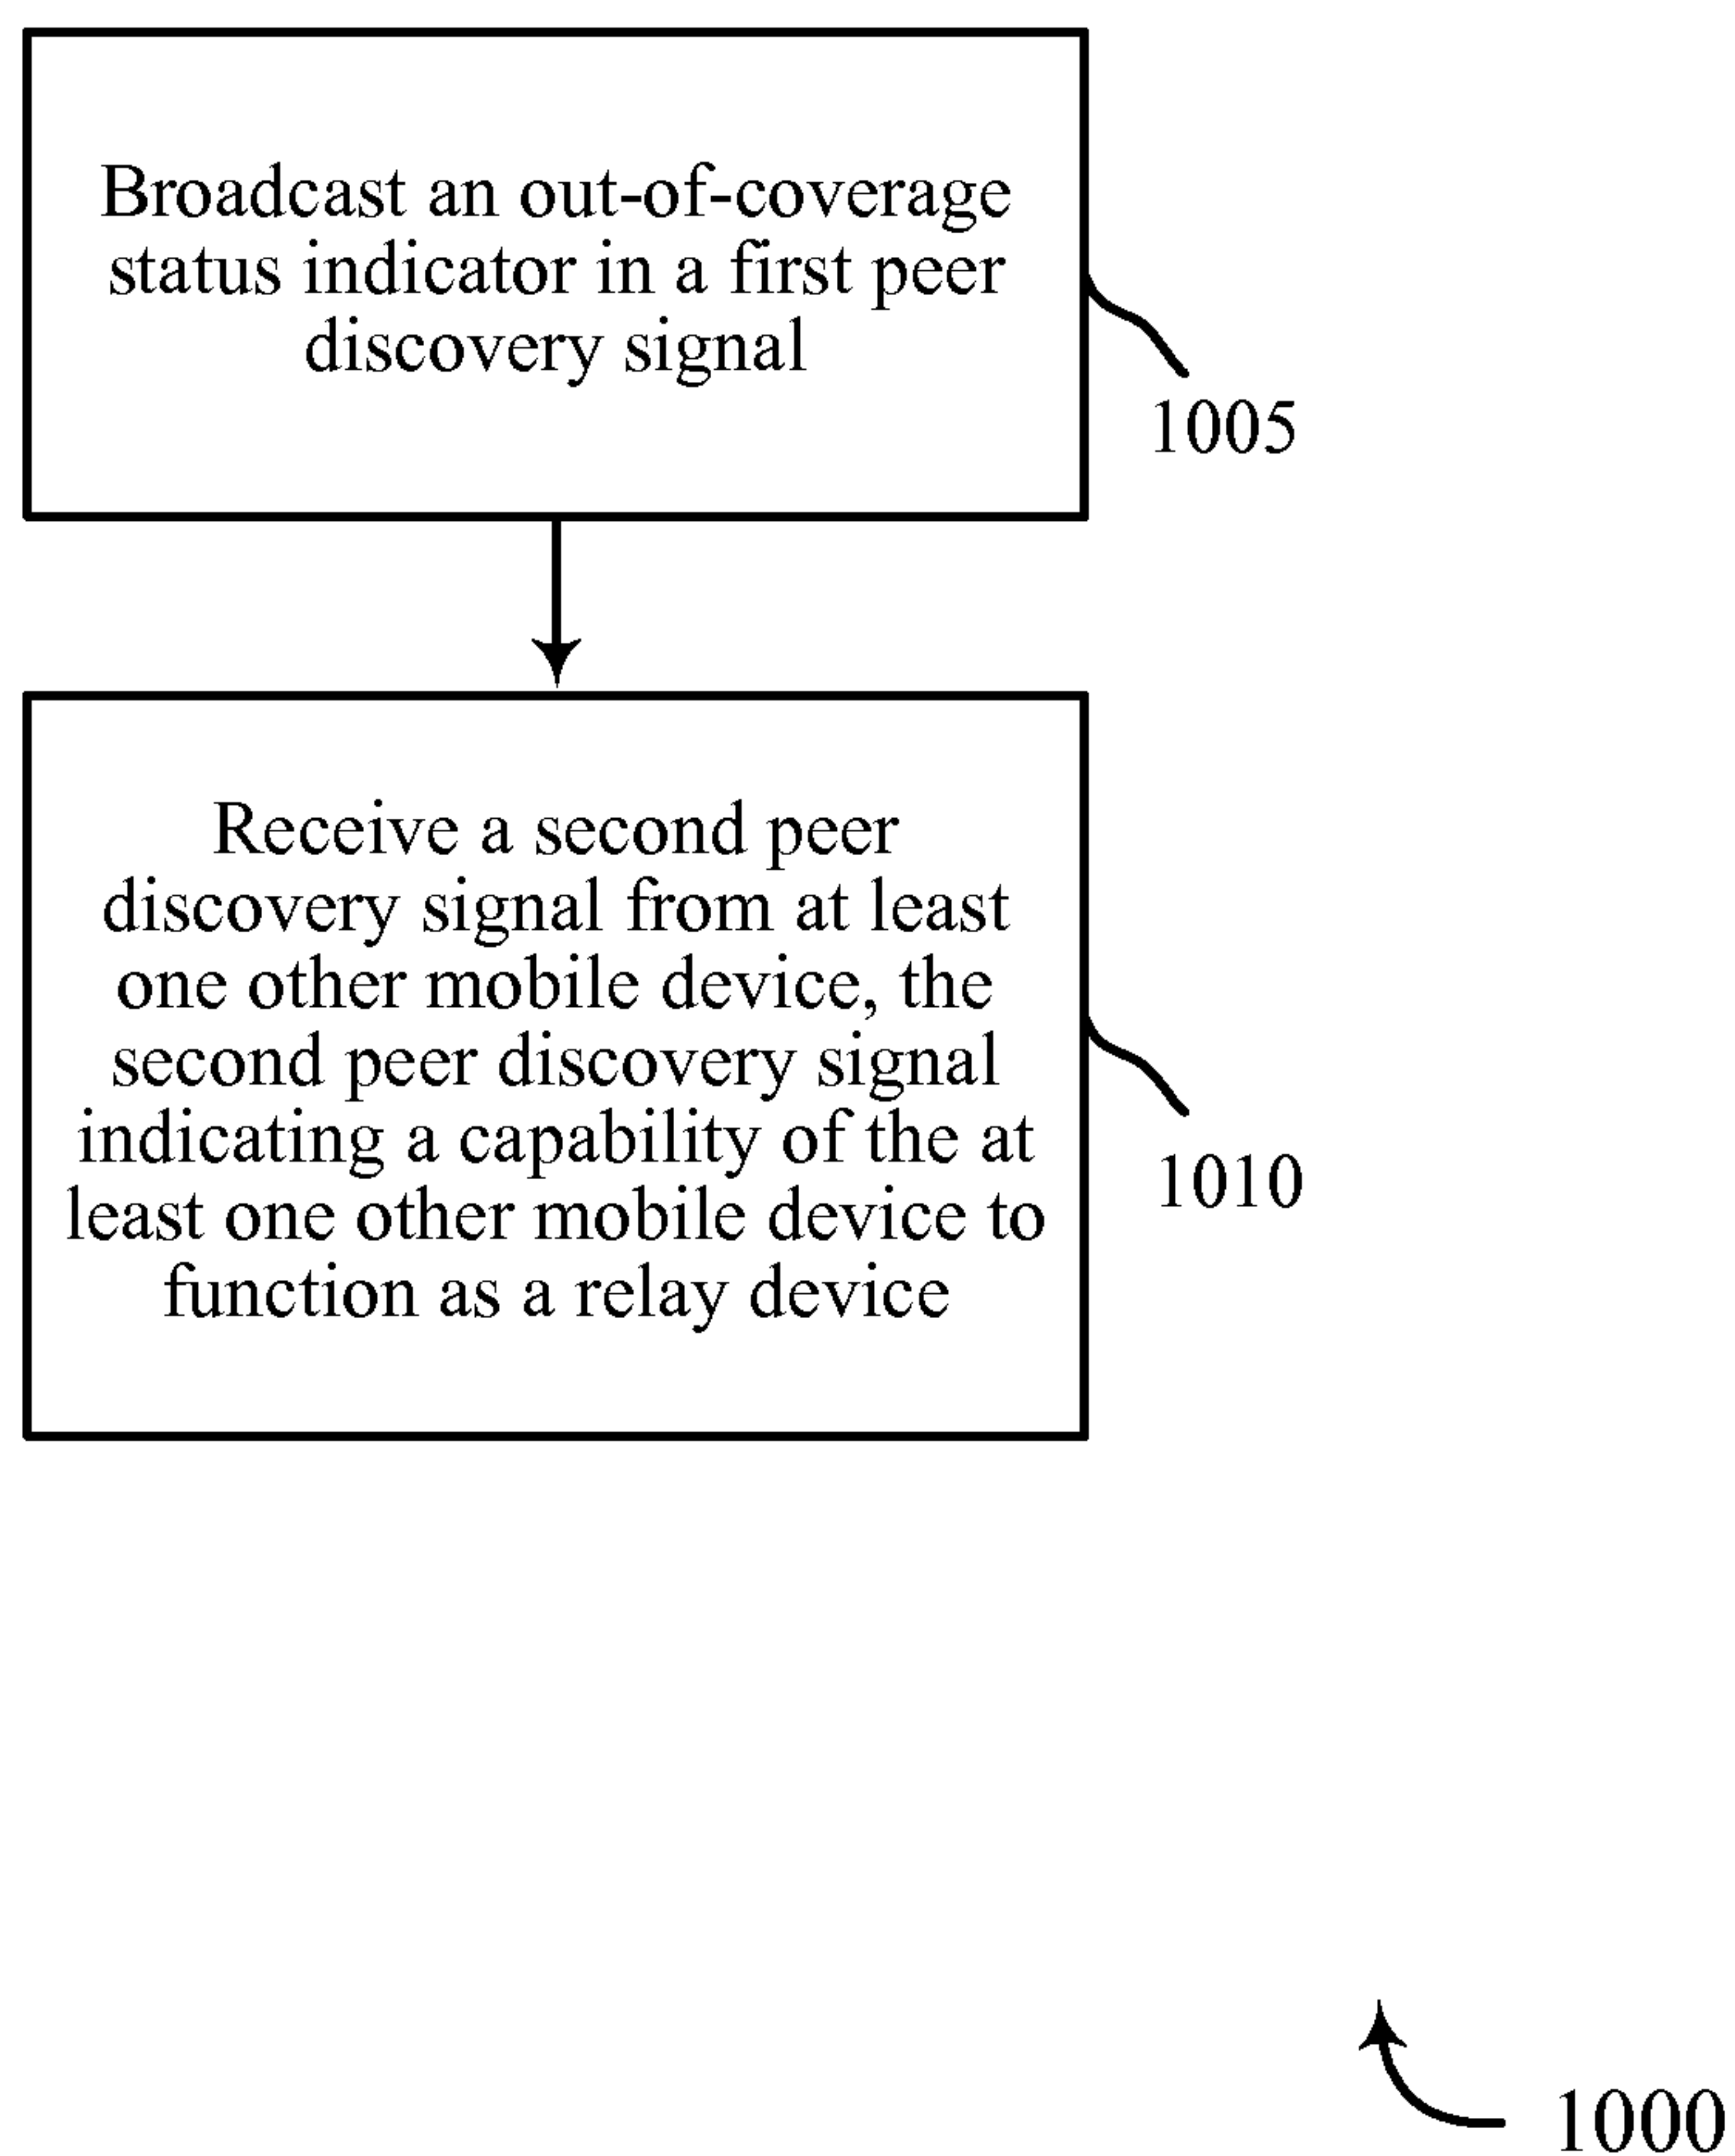 Broadcast an out-of-coverage
status indicator in a first peer
discovery signal
1005
Receive a second peer
discovery signal from at least
one other mobile device, the
second peer discovery signal
indicating a capability of the at
least one other mobile device to
function as a relay device
1010
1000